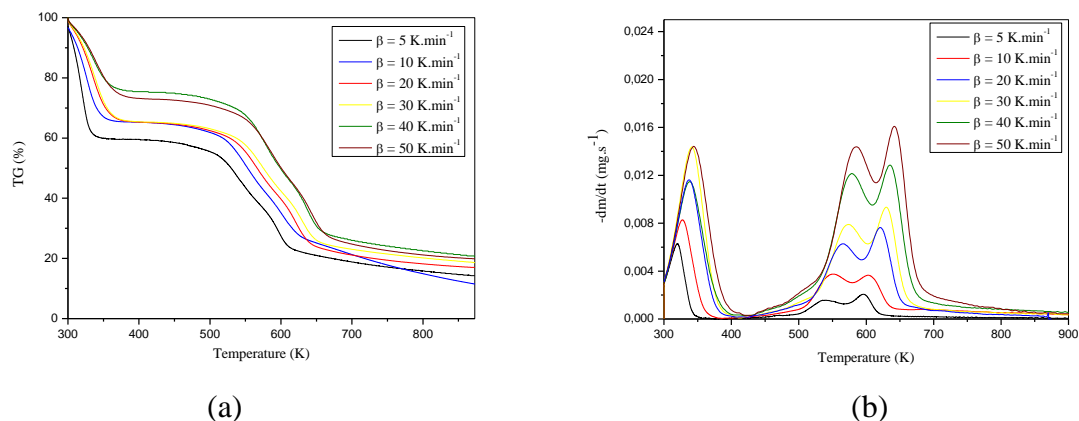 100
80
60
40
20
0
TG (%)
β = 5 K.min⁻¹
β = 10 K.min⁻¹
β = 20 K.min⁻¹
β = 30 K.min⁻¹
β = 40 K.min⁻¹
β = 50 K.min⁻¹
300 400 500 600 700 800
Temperature (K)
(a)
0,024
0,020
0,016
0,012
0,008
0,004
0,000
-dm/dt (mg.s⁻¹)
β = 5 K.min⁻¹
β = 10 K.min⁻¹
β = 20 K.min⁻¹
β = 30 K.min⁻¹
β = 40 K.min⁻¹
β = 50 K.min⁻¹
300 400 500 600 700 800 900
Temperature (K)
(b)